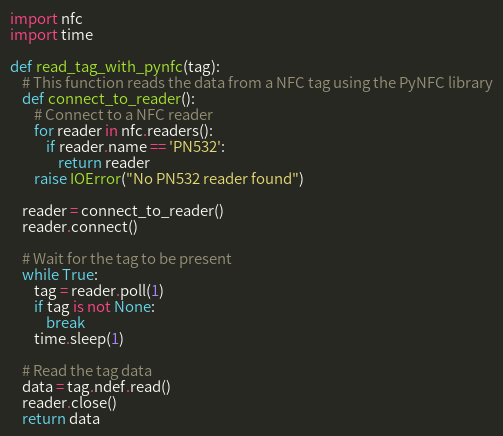 import nfc
import time

def read_tag_with_pynfc(tag):
    # This function reads the data from a NFC tag using the PyNFC library
    def connect_to_reader():
        # Connect to a NFC reader
        for reader in nfc.readers():
            if reader.name == 'PN532':
                return reader
        raise IOError("No PN532 reader found")

    reader = connect_to_reader()
    reader.connect()

    # Wait for the tag to be present
    while True:
        tag = reader.poll(1)
        if tag is not None:
            break
        time.sleep(1)

    # Read the tag data
    data = tag.ndef.read()
    reader.close()
    return data